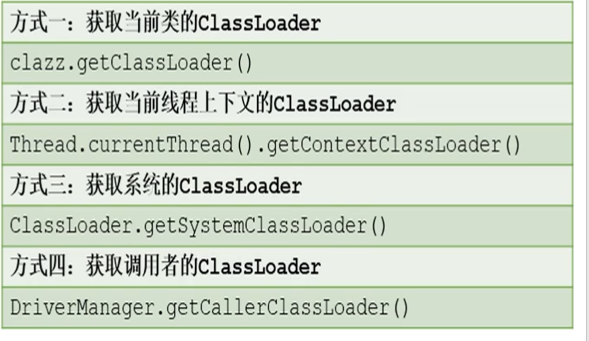 方式一：获取当前类的ClassLoader
clazz.getClassLoader()
方式二：获取当前线程上下文的ClassLoader
Thread.currentThread().getContextClassLoader()
方式三：获取系统的ClassLoader
ClassLoader.getSystemClassLoader()
方式四：获取调用者的ClassLoader
DriverManager.getCallerClassLoader()